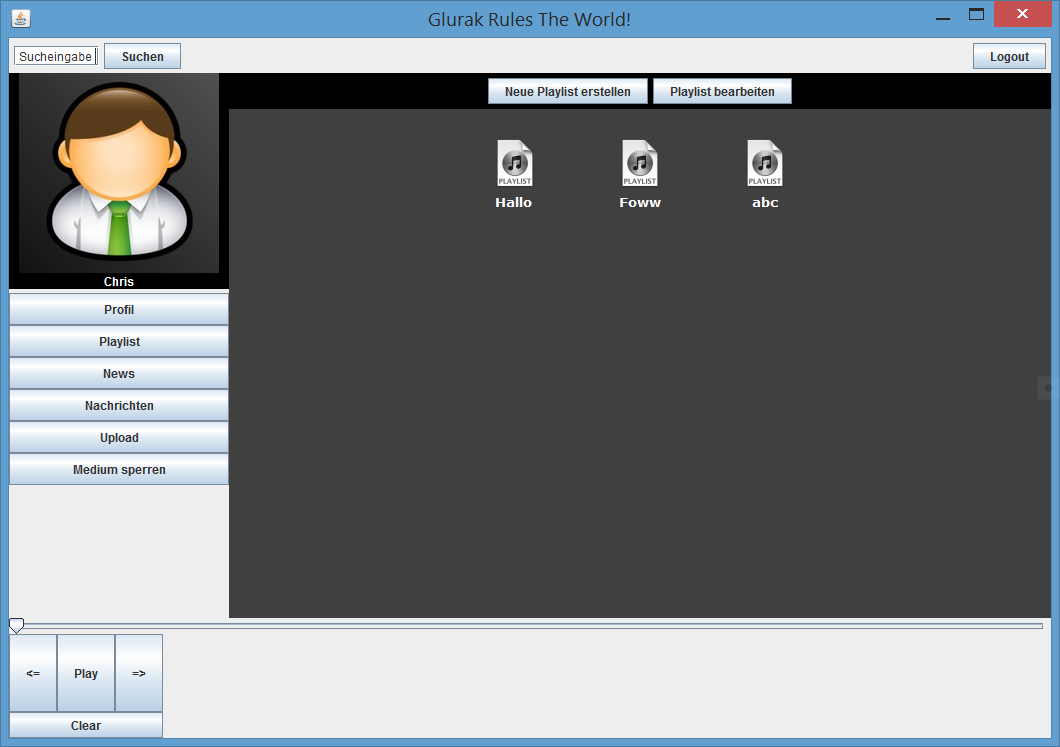 Glurak Rules The World!
Sucheingabe
Suchen
Logout
Neue Playlist erstellen
Playlist bearbeiten
PLAYLIST
PLAYLIST
PLAYLIST
Hallo
Foww
abc
Chris
Profil
Playlist
News
Nachrichten
Upload
Medium sperren
<=
Play
=>
Clear